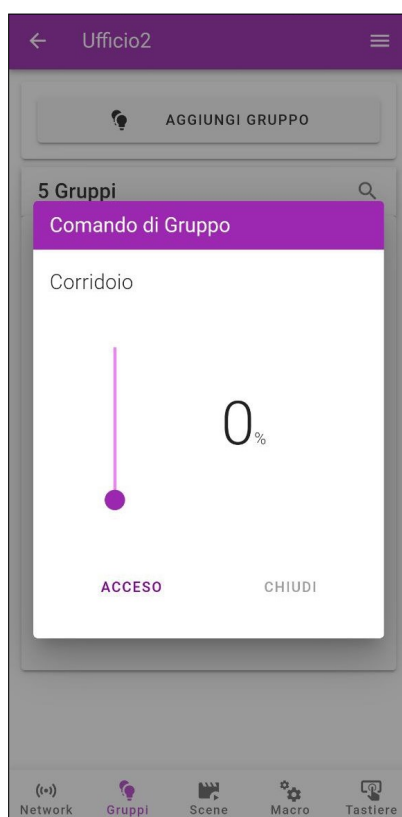 Ufficio2
AGGIUNGI GRUPPO
5 Gruppi
Comando di Gruppo
Corridoio
0%
ACCESO CHIUDI
Network Gruppi Scene Macro Tastiere